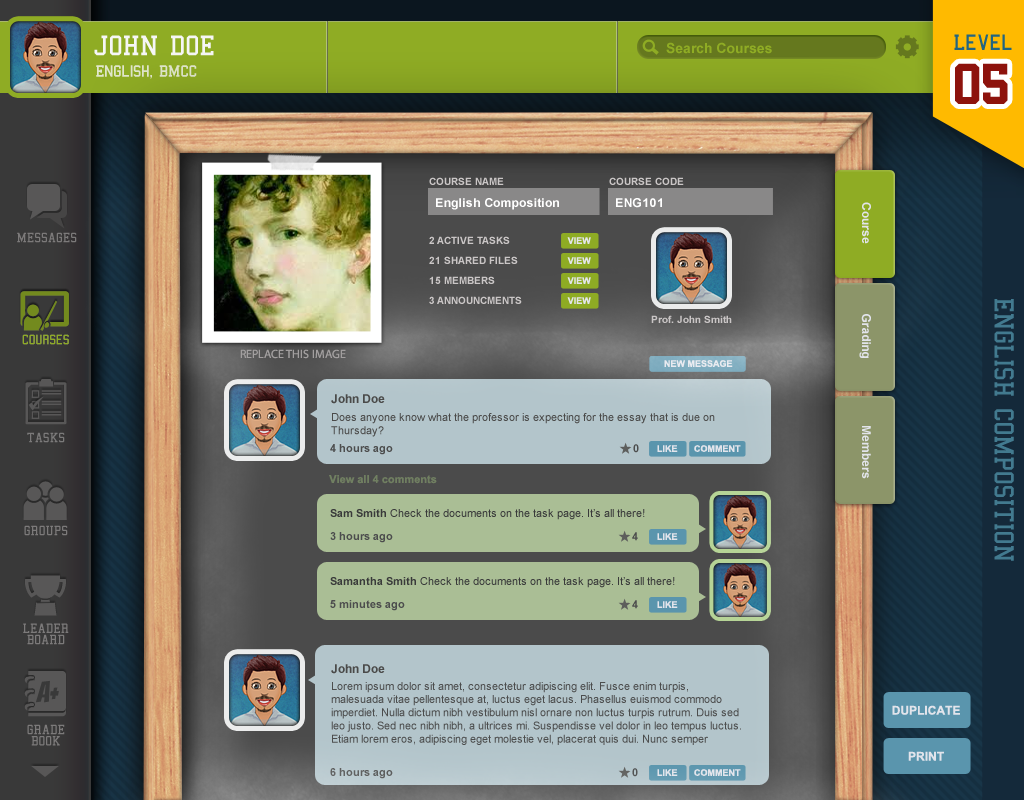 JOHN DOE
ENGLISH, BMCC
Search Courses
LEVEL
05
MESSAGES
COURSES
TASKS
GROUPS
LEADER
BOARD
A+
GRADE
BOOK
REPLACE THIS IMAGE
COURSE NAME
English Composition
COURSE CODE
ENG101
2 ACTIVE TASKS VIEW
21 SHARED FILES VIEW
15 MEMBERS VIEW
3 ANNOUNCMENTS VIEW
Prof. John Smith
NEW MESSAGE
John Doe
Does anyone know what the professor is expecting for the essay that is due on
Thursday?
4 hours ago ★0 LIKE COMMENT
View all 4 comments
Sam Smith Check the documents on the task page. It's all there!
3 hours ago ★4 LIKE
Samantha Smith Check the documents on the task page. It's all there!
5 minutes ago ★4 LIKE
John Doe
Lorem ipsum dolor sit amet, consectetur adipiscing elit. Fusce enim turpis,
malesuada vitae pellentesque at, luctus eget lacus. Phasellus euismod commodo
imperdiet. Nulla dictum nibh vestibulum nisl ornare non luctus turpis rutrum. Duis sed
leo justo. Sed nec nibh nibh, a ultrices mi. Suspendisse vel dolor in leo tempus luctus.
Etiam lorem eros, adipiscing eget molestie vel, placerat quis dui. Nunc semper
6 hours ago ★0 LIKE COMMENT
Course
Grading
Members
ENGLISH COMPOSITION
DUPLICATE
PRINT